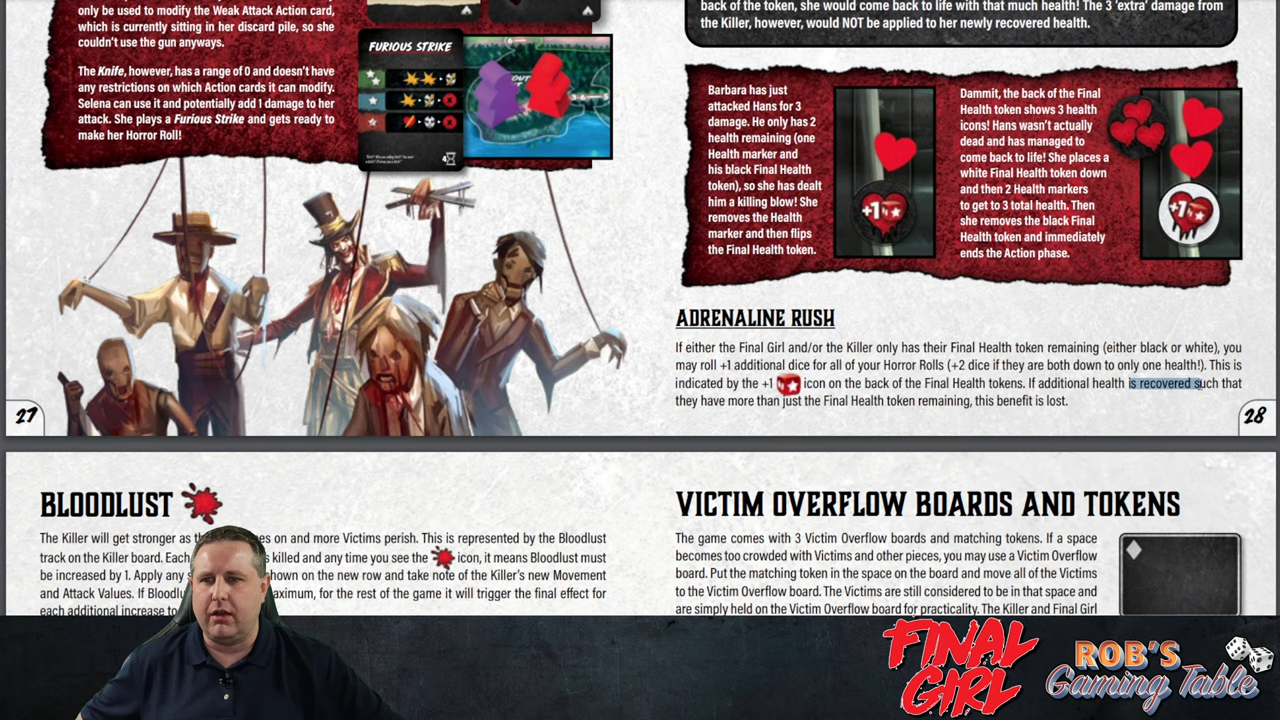 only be used to modify the Weak Attack Action card,
which is currently sitting in her discard pile, so she
couldn't use the gun anyways.
The Knife, however, has a range of 0 and doesn't have
any restrictions on which Action cards it can modify.
Selena can use it and potentially add 1 damage to her
attack. She plays a Furious Strike and gets ready to
make her Horror Roll!
FURIOUS STRIKE
4
27
back of the token, she would come back to life with that much health! The 3 'extra' damage from
the Killer, however, would NOT be applied to her newly recovered health.
Barbara has just
attacked Hans for 3
damage. He only has 2
health remaining (one
Health marker and
his black Final Health
token), so she has dealt
him a killing blow! She
removes the Health
marker and then flips
the Final Health token.
+1
Dammit, the back of the Final
Health token shows 3 health
icons! Hans wasn't actually
dead and has managed to
come back to life! She places a
white Final Health token down
and then 2 Health markers
to get to 3 total health. Then
she removes the black Final
Health token and immediately
ends the Action phase.
+1
ADRENALINE RUSH
If either the Final Girl and/or the Killer only has their Final Health token remaining (either black or white), you
may roll +1 additional dice for all of your Horror Rolls (+2 dice if they are both down to only one health!). This is
indicated by the +1 icon on the back of the Final Health tokens. If additional health is recovered such that
they have more than just the Final Health token remaining, this benefit is lost.
28
BLOODLUST
The Killer will get stronger as th es on and more Victims perish. This is represented by the Bloodlust
track on the Killer board. Each s killed and any time you see the icon, it means Bloodlust must
be increased by 1. Apply any hown on the new row and take note of the Killer's new Movement
and Attack Values. If Bloodlu aximum, for the rest of the game it will trigger the final effect for
each additional increase to
VICTIM OVERFLOW BOARDS AND TOKENS
The game comes with 3 Victim Overflow boards and matching tokens. If a space
becomes too crowded with Victims and other pieces, you may use a Victim Overflow
board. Put the matching token in the space on the board and move all of the Victims
to the Victim Overflow board. The Victims are still considered to be in that space and
are simply held on the Victim Overflow board for practicality. The Killer and Final Girl
FINAL
GIRL
ROB'S
Gaming Table